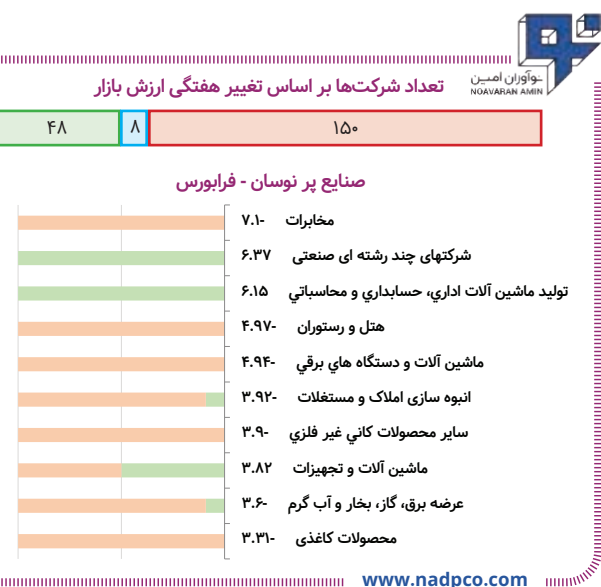 نوآوران امین
NOAVARAN AMIN
تعداد شرکت‌ها بر اساس تغییر هفتگی ارزش بازار
۱۵۰ ۸ ۴۸
صنایع پر نوسان - فرابورس
مخابرات -۷.۱
شرکتهای چند رشته ای صنعتی ۶.۳۷
تولید ماشین آلات اداري، حسابداري و محاسباتي ۶.۱۵
هتل و رستوران -۴.۹۷
ماشین آلات و دستگاه هاي برقي -۴.۹۴
انبوه سازی املاک و مستغلات -۳.۹۲
سایر محصولات کاني غیر فلزي -۳.۹
ماشین آلات و تجهیزات ۳.۸۲
عرضه برق، گاز، بخار و آب گرم -۳.۶
محصولات کاغذی -۳.۳۱
www.nadpco.com